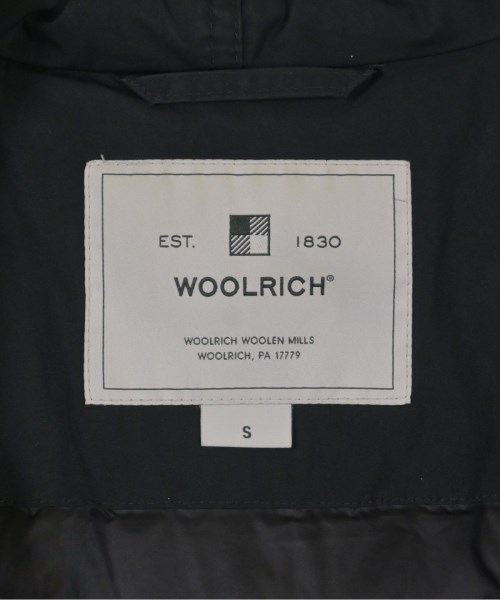 EST. 1830
WOOLRICH®
WOOLRICH WOOLEN MILLS
WOOLRICH, PA 17779
S